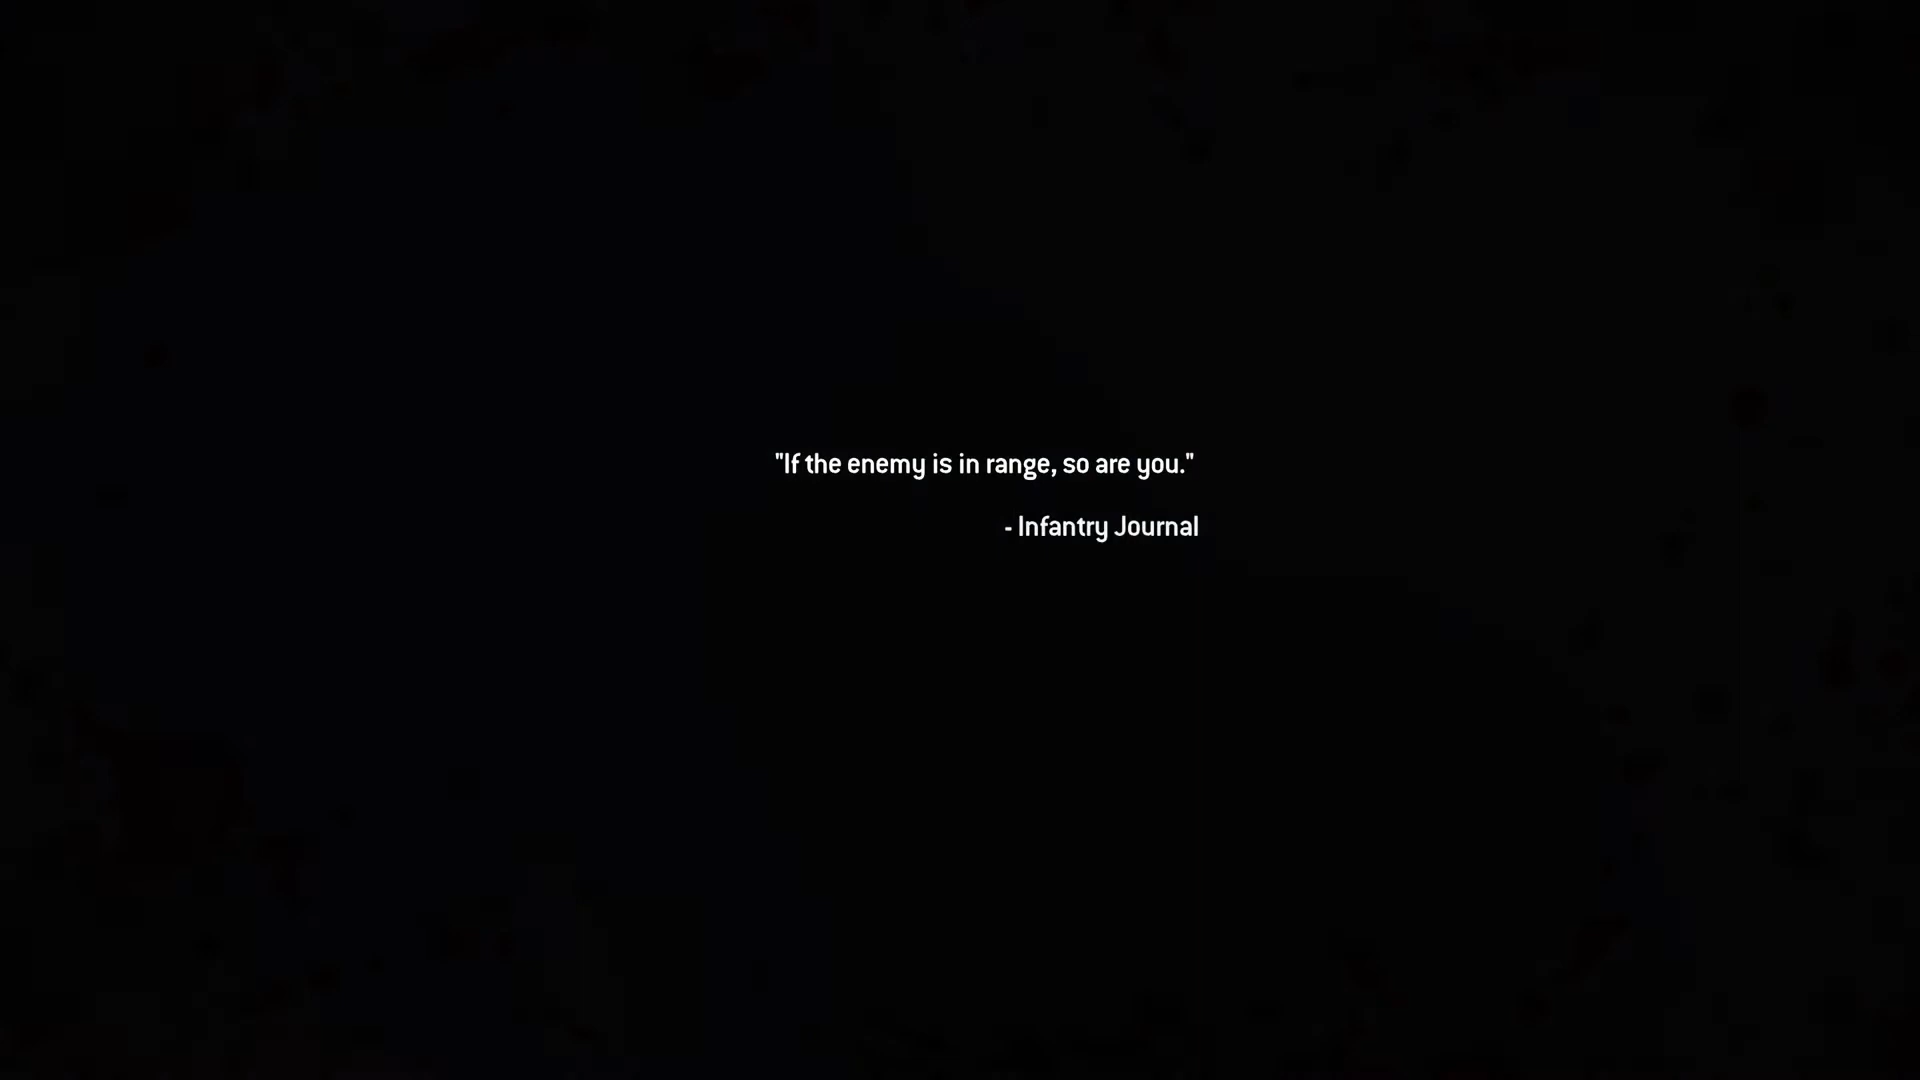 "If the enemy is in range, so are you."
- Infantry Journal